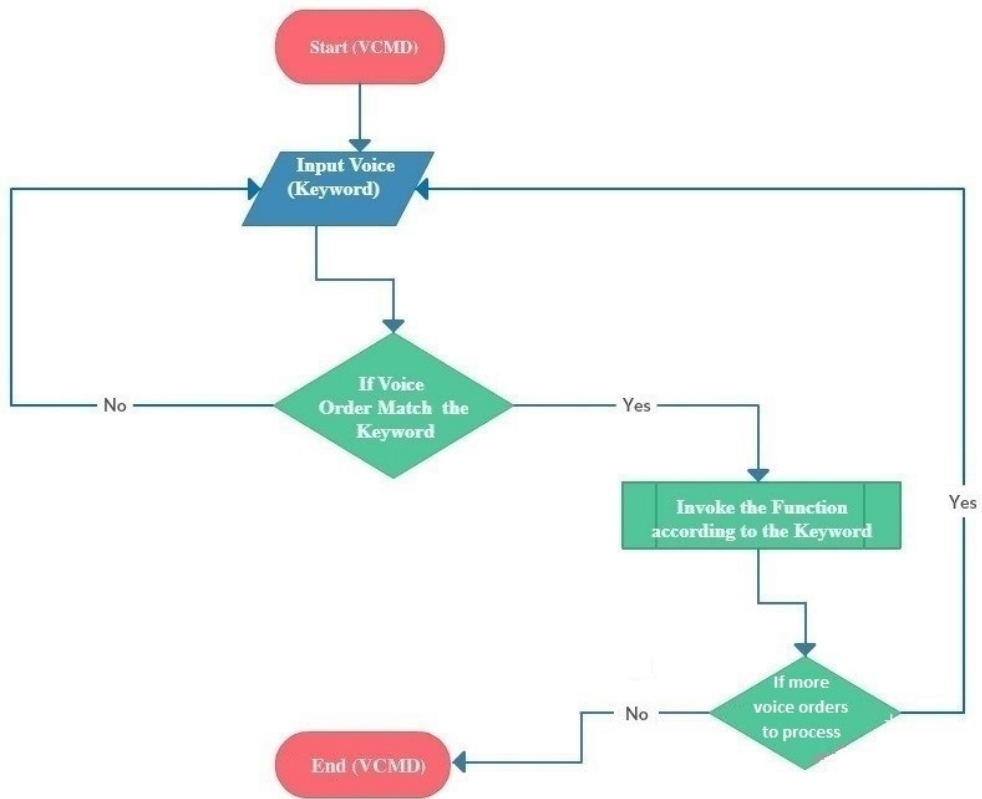 Start (VCMD)
Input Voice
(Keyword)
If Voice
Order Match the
Keyword
No
Yes
Invoke the Function
according to the Keyword
Yes
If more
voice orders
to process
No
End (VCMD)